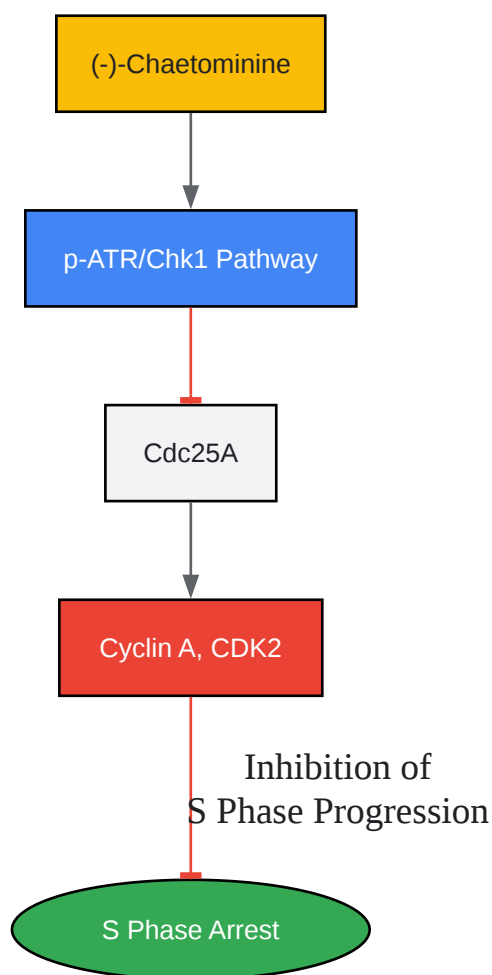 (-)-Chaetominine
p-ATR/Chk1 Pathway
Cdc25A
Cyclin A, CDK2
Inhibition of
S Phase Progression
S Phase Arrest